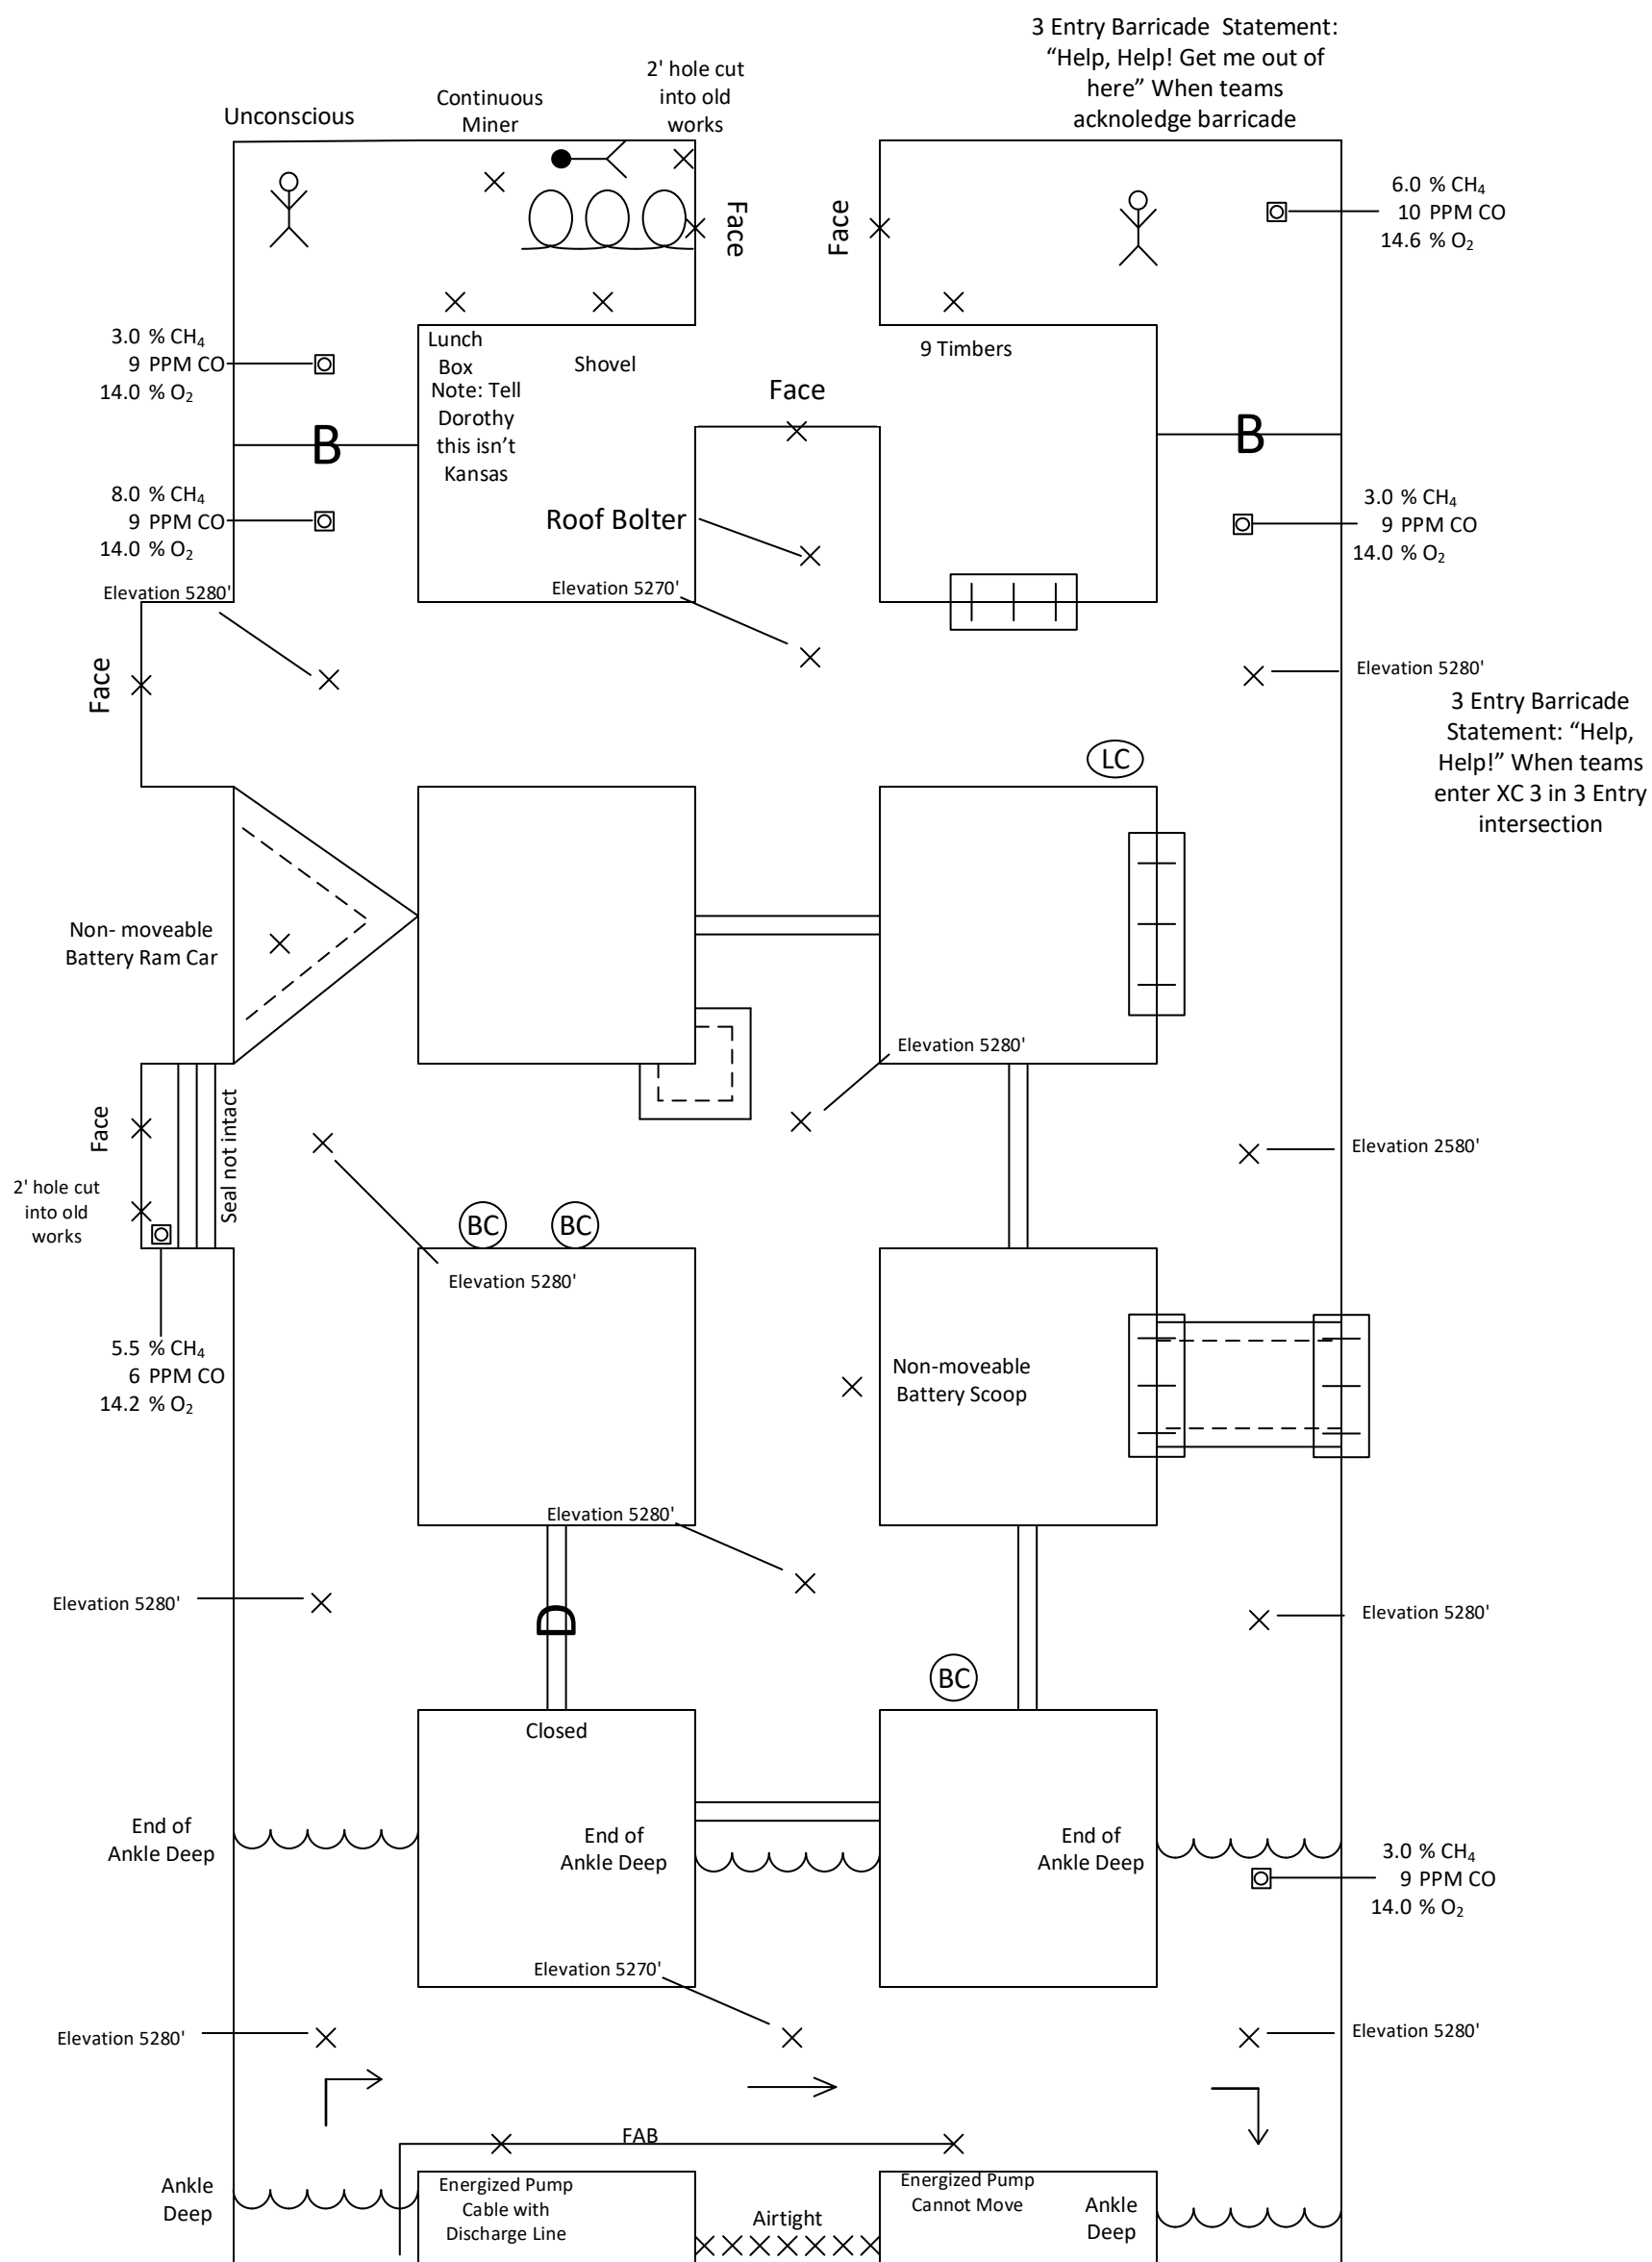 3 Entry Barricade Statement:
“Help, Help! Get me out of
here” When teams
acknoledge barricade
2' hole cut
into old
works
Continuous
Miner
Unconscious
Face
Face
6.0 % CH₄
10 PPM CO
14.6 % O₂
3.0 % CH₄
9 PPM CO
14.0 % O₂
Lunch
Box
Note: Tell
Dorothy
this isn’t
Kansas
Shovel
9 Timbers
Face
B
B
8.0 % CH₄
9 PPM CO
14.0 % O₂
Roof Bolter
3.0 % CH₄
9 PPM CO
14.0 % O₂
Elevation 5280'
Elevation 5270'
Face
Elevation 5280'
3 Entry Barricade
Statement: “Help,
Help!” When teams
enter XC 3 in 3 Entry
intersection
LC
Non- moveable
Battery Ram Car
Elevation 5280'
Face
Seal not intact
Elevation 2580'
2' hole cut
into old
works
BC
BC
Elevation 5280'
5.5 % CH₄
6 PPM CO
14.2 % O₂
Non-moveable
Battery Scoop
Elevation 5280'
Elevation 5280'
D
Elevation 5280'
BC
Closed
End of
Ankle Deep
End of
Ankle Deep
End of
Ankle Deep
3.0 % CH₄
9 PPM CO
14.0 % O₂
Elevation 5270'
Elevation 5280'
Elevation 5280'
FAB
Ankle
Deep
Energized Pump
Cable with
Discharge Line
Airtight
Energized Pump
Cannot Move
Ankle
Deep